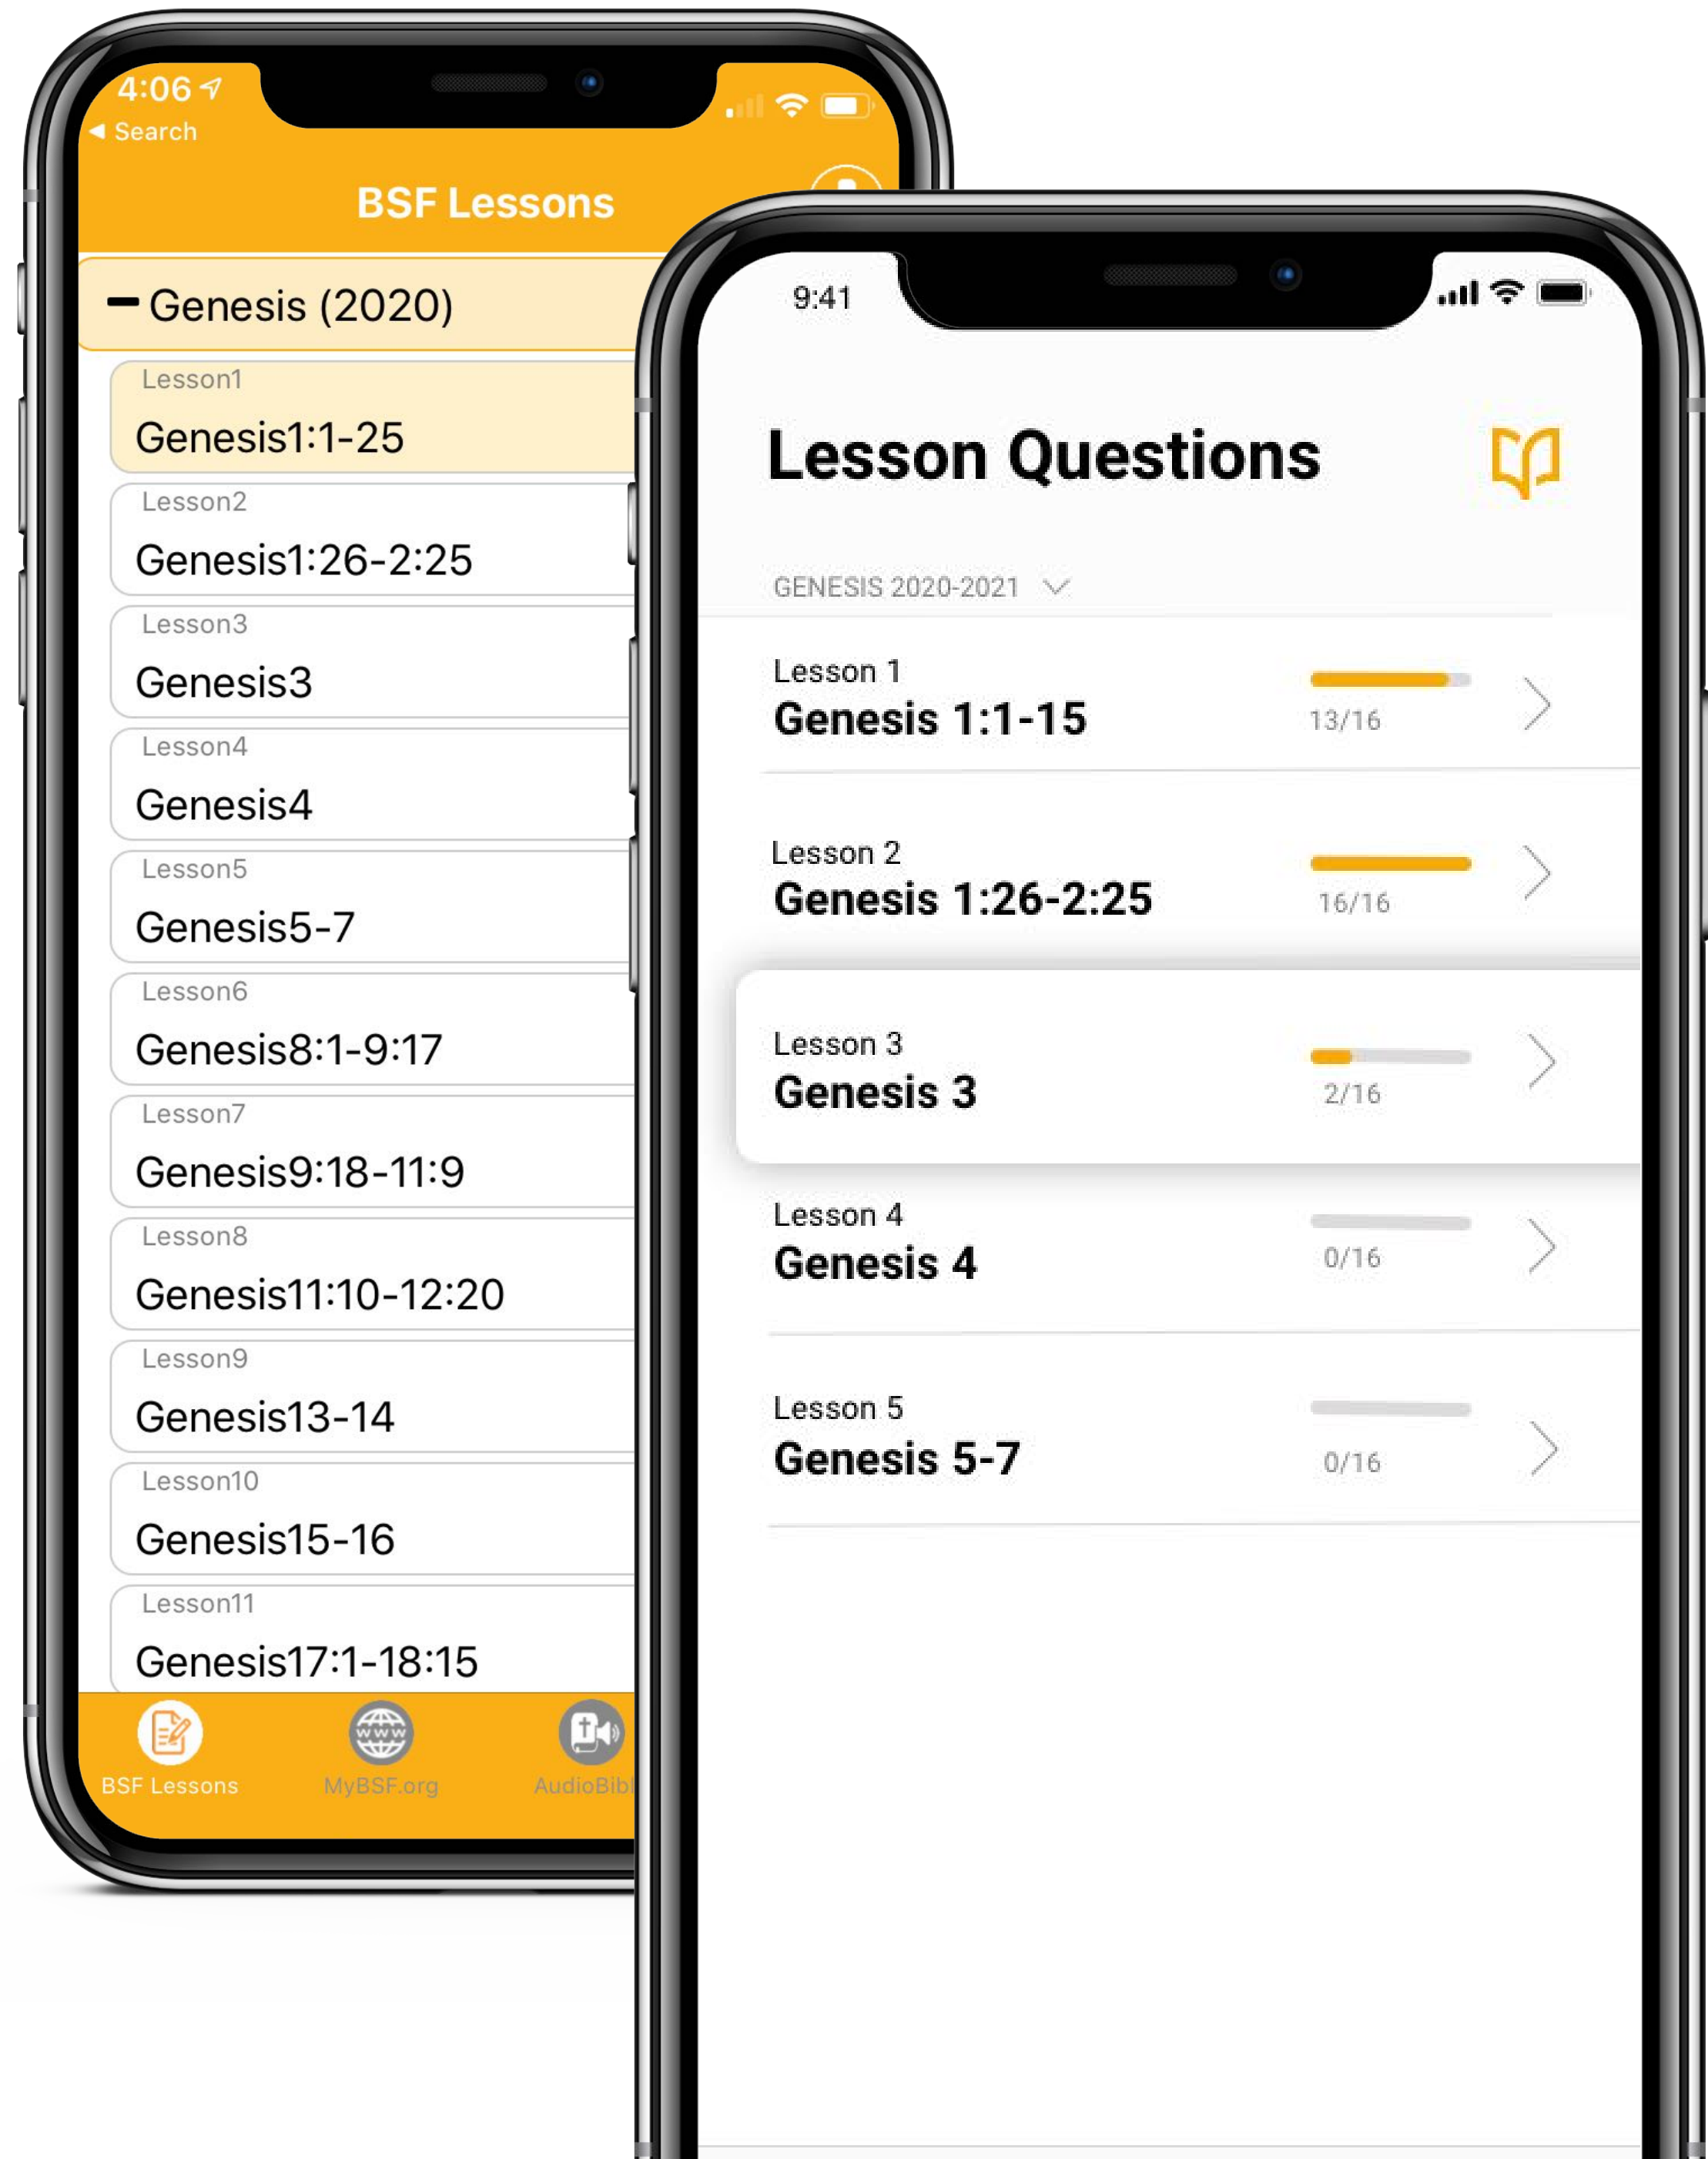 4:06
Search
BSF Lessons
Genesis (2020)
Lesson1
Genesis1:1-25
Lesson2
Genesis1:26-2:25
Lesson3
Genesis3
Lesson4
Genesis4
Lesson5
Genesis5-7
Lesson6
Genesis8:1-9:17
Lesson7
Genesis9:18-11:9
Lesson8
Genesis11:10-12:20
Lesson9
Genesis13-14
Lesson10
Genesis15-16
Lesson11
Genesis17:1-18:15
BSF Lessons
www
MyBSF.org
AudioBibl
9:41
Lesson Questions
GENESIS 2020-2021
Lesson 1
Genesis 1:1-15
13/16
Lesson 2
Genesis 1:26-2:25
16/16
Lesson 3
Genesis 3
2/16
Lesson 4
Genesis 4
0/16
Lesson 5
Genesis 5-7
0/16